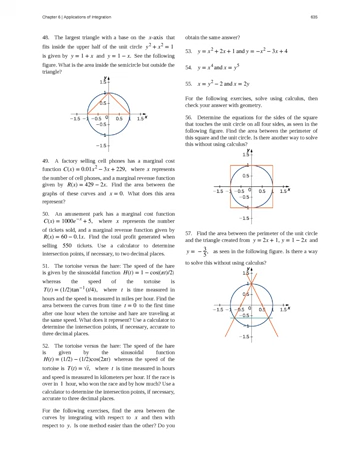 Chapter 6 | Applications of Integration
635
48. The largest triangle with a base on the x-axis that
fits inside the upper half of the unit circle y² + x² = 1
is given by y = 1 + x and y = 1 − x. See the following
figure. What is the area inside the semicircle but outside the
triangle?
49. A factory selling cell phones has a marginal cost
function C(x) = 0.01x² − 3x + 229, where x represents
the number of cell phones, and a marginal revenue function
given by R(x) = 429 − 2x. Find the area between the
graphs of these curves and x = 0. What does this area
represent?
50. An amusement park has a marginal cost function
C(x) = 1000e⁻ˣ + 5, where x represents the number
of tickets sold, and a marginal revenue function given by
R(x) = 60 − 0.1x. Find the total profit generated when
selling 550 tickets. Use a calculator to determine
intersection points, if necessary, to two decimal places.
51. The tortoise versus the hare: The speed of the hare
is given by the sinusoidal function H(t) = 1 − cos((πt)/2)
whereas the speed of the tortoise is
T(t) = (1/2)tan⁻¹(t/4), where t is time measured in
hours and the speed is measured in miles per hour. Find the
area between the curves from time t = 0 to the first time
after one hour when the tortoise and hare are traveling at
the same speed. What does it represent? Use a calculator to
determine the intersection points, if necessary, accurate to
three decimal places.
52. The tortoise versus the hare: The speed of the hare
is given by the sinusoidal function
H(t) = (1/2) − (1/2)cos(2πt) whereas the speed of the
tortoise is T(t) = √t, where t is time measured in hours
and speed is measured in kilometers per hour. If the race is
over in 1 hour, who won the race and by how much? Use a
calculator to determine the intersection points, if necessary,
accurate to three decimal places.
For the following exercises, find the area between the
curves by integrating with respect to x and then with
respect to y. Is one method easier than the other? Do you
obtain the same answer?
53. y = x² + 2x + 1 and y = −x² − 3x + 4
54. y = x⁴ and x = y⁵
55. x = y² − 2 and x = 2y
For the following exercises, solve using calculus, then
check your answer with geometry.
56. Determine the equations for the sides of the square
that touches the unit circle on all four sides, as seen in the
following figure. Find the area between the perimeter of
this square and the unit circle. Is there another way to solve
this without using calculus?
57. Find the area between the perimeter of the unit circle
and the triangle created from y = 2x + 1, y = 1 − 2x and
y = −3/5, as seen in the following figure. Is there a way
to solve this without using calculus?